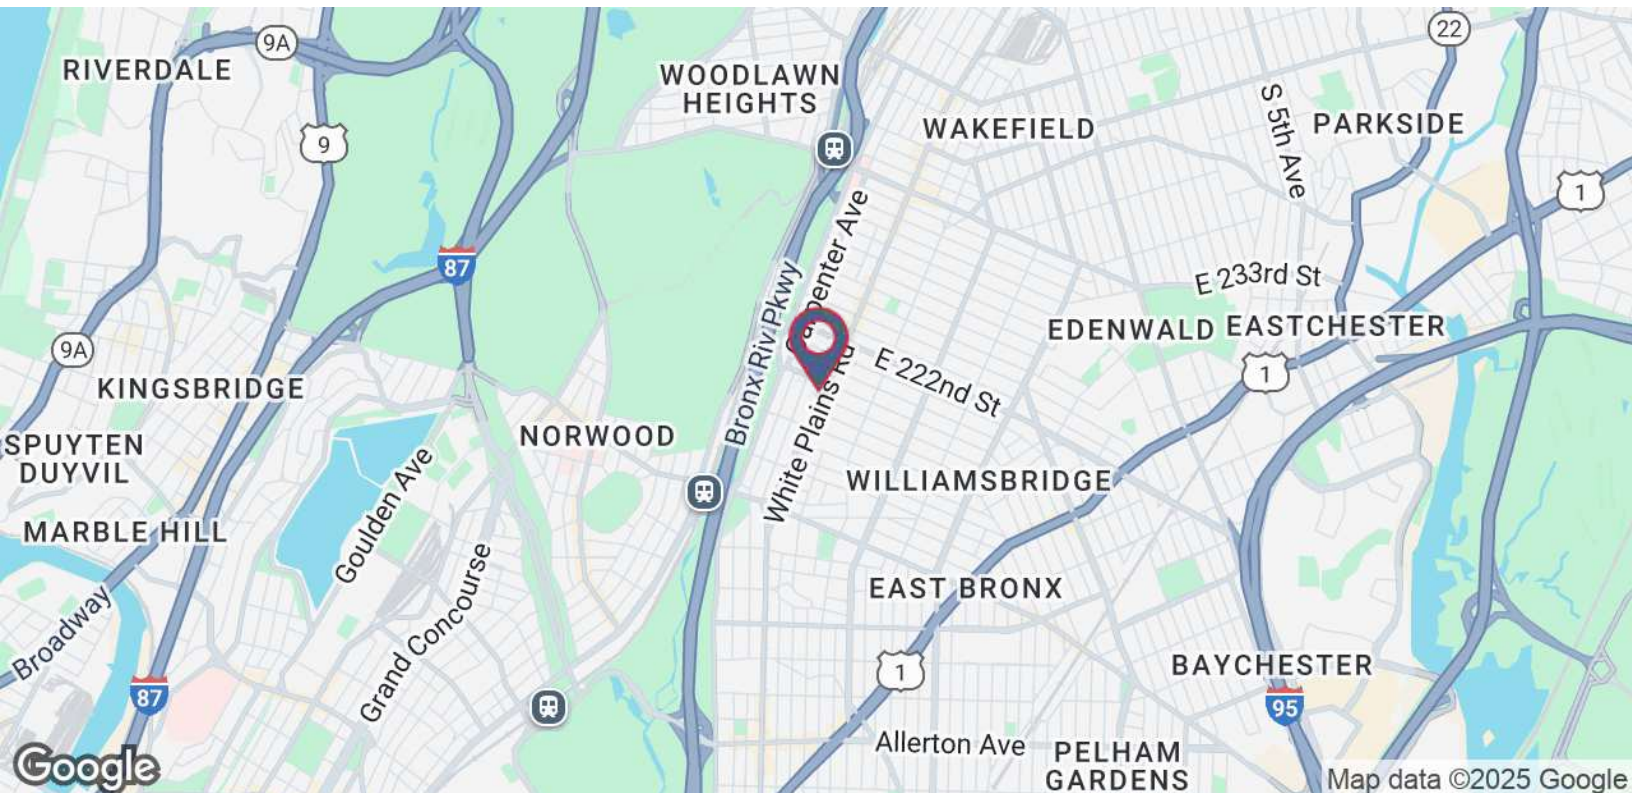 9A
22
RIVERDALE
WOODLAWN
HEIGHTS
WAKEFIELD
S 5th Ave
PARKSIDE
9
1
87
Carpenter Ave
E 233rd St
Bronx Riv Pkwy
EDENWALD
EASTCHESTER
9A
KINGSBRIDGE
E 222nd St
1
White Plains Rd
SPUYTEN
DUYVIL
NORWOOD
WILLIAMSBRIDGE
Goulden Ave
MARBLE HILL
Grand Concourse
EAST BRONX
Broadway
1
BAYCHESTER
87
95
Allerton Ave
PELHAM
GARDENS
Google
Map data ©2025 Google